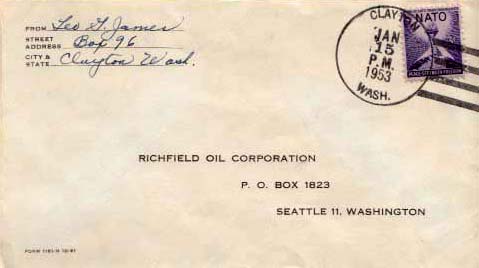 FROM Leo G. James
STREET
ADDRESS Box 96
CITY &
STATE Clayton Wash.
CLAYTON
JAN
15
P.M.
1953
WASH.
NATO
RICHFIELD OIL CORPORATION
P. O. BOX 1823
SEATTLE 11, WASHINGTON